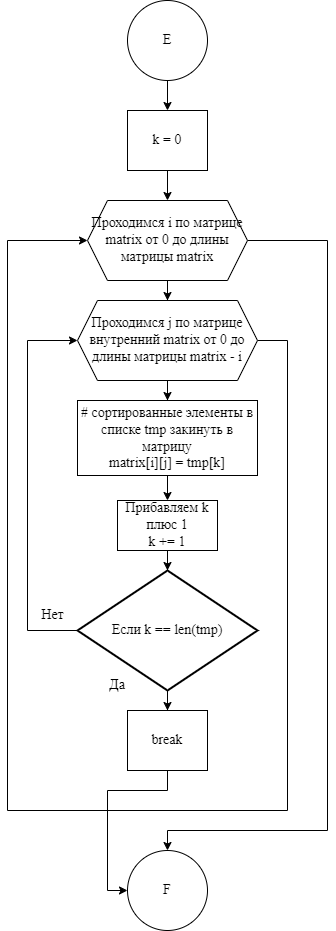 E
k = 0
Проходимся i по матрице
matrix от 0 до длины
матрицы matrix
Проходимся j по матрице
внутренний matrix от 0 до
длины матрицы matrix - i
# сортированные элементы в
списке tmp закинуть в
матрицу
matrix[i][j] = tmp[k]
Прибавляем k
плюс 1
k += 1
Нет
Если k == len(tmp)
Да
break
F